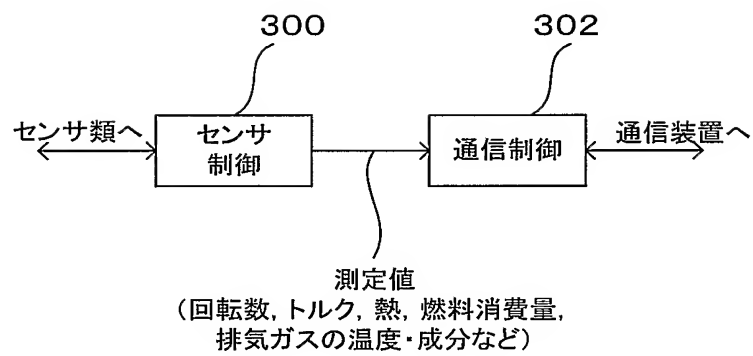 300
302
センサ類へ
センサ
制御
通信制御
通信装置へ
測定値
(回転数, トルク, 熱, 燃料消費量,
排気ガスの温度・成分など)